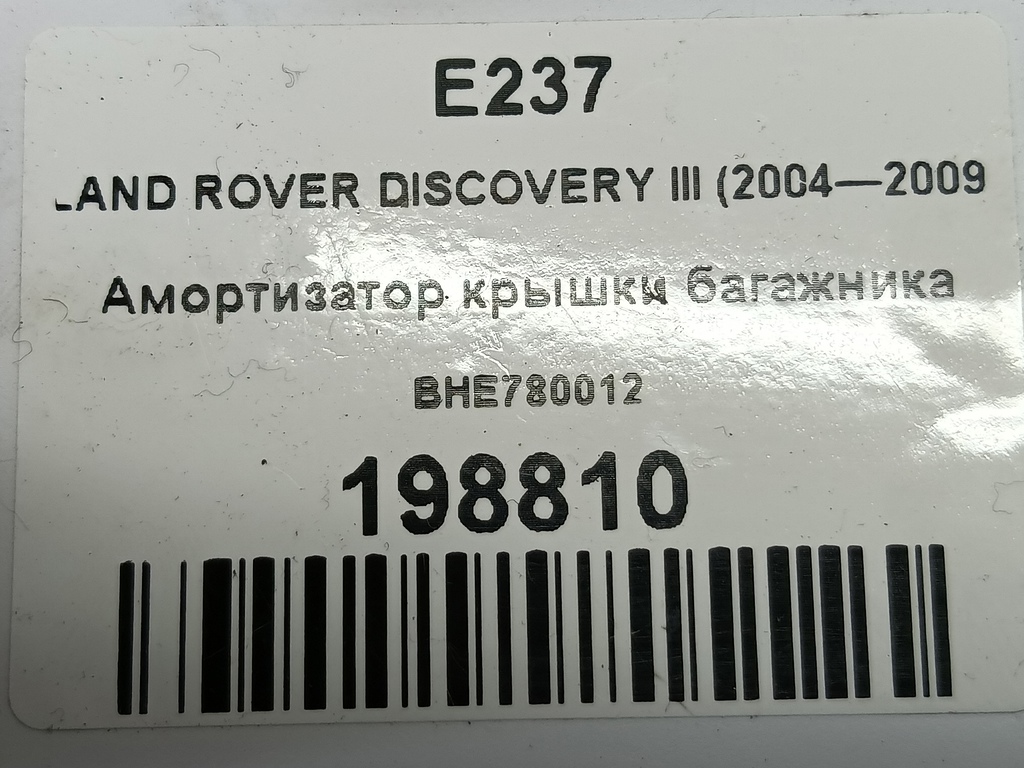 E237
LAND ROVER DISCOVERY III (2004—2009
Амортизатор крышки багажника
BHE780012
198810